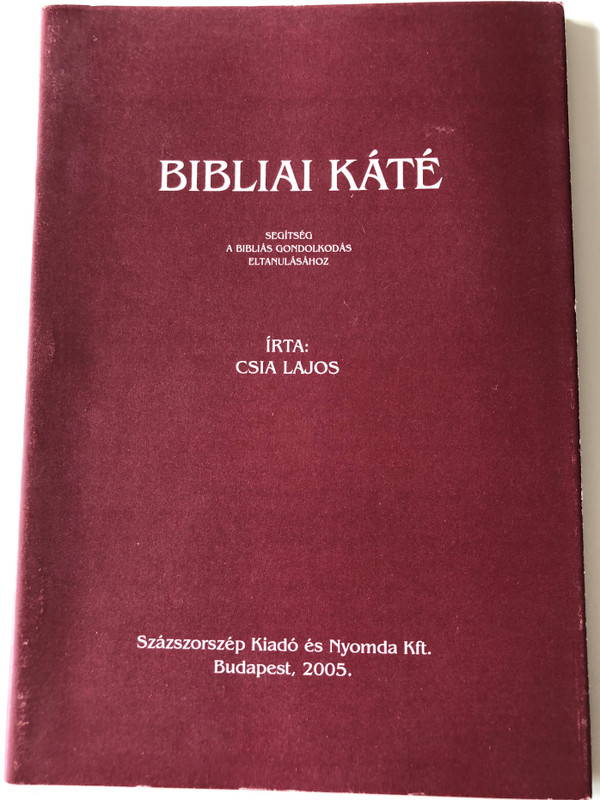 BIBLIAI KÁTÉ
SEGÍTSÉG
A BIBLIÁS GONDOLKODÁS
ELTANULÁSÁHOZ
ÍRTA:
CSIA LAJOS
Százszorszép Kiadó és Nyomda Kft.
Budapest, 2005.